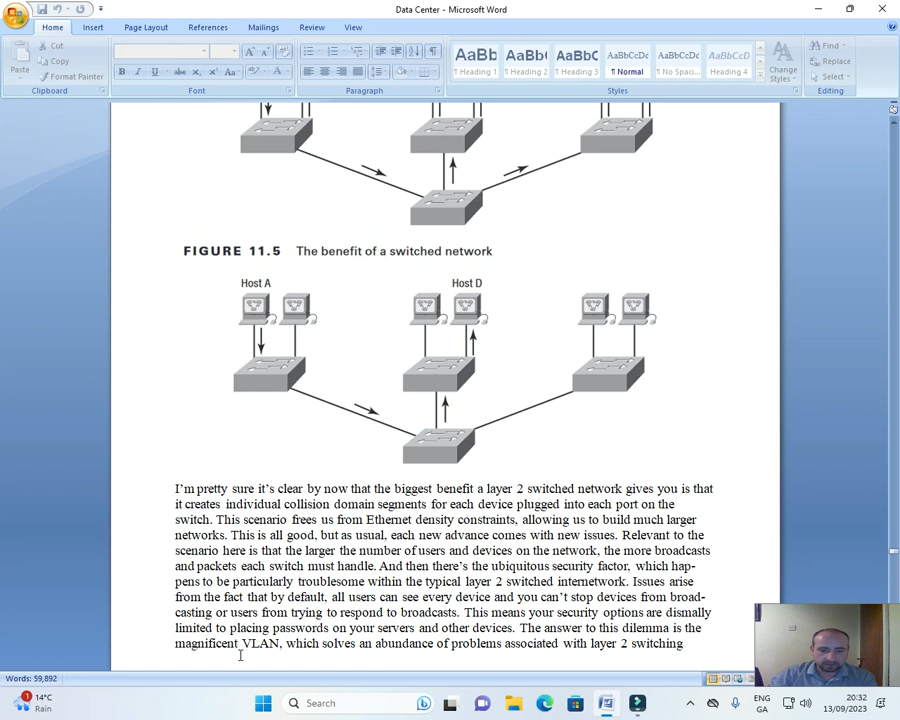 Data Center - Microsoft Word
Home Insert Page Layout References Mailings Review View
Paste
Cut
Copy
Format Painter
Clipboard
Font
Paragraph
AaBb AaBb( AaBbC AaBbCcDc AaBbCcDc AaBbCcDd
¶ Heading 1 ¶ Heading 2 ¶ Heading 3 ¶ Normal ¶ No Spaci... ¶ Heading 4
Change
Styles
Styles
Find
Replace
Select
Editing
FIGURE 11.5 The benefit of a switched network
Host A Host D
I’m pretty sure it’s clear by now that the biggest benefit a layer 2 switched network gives you is that
it creates individual collision domain segments for each device plugged into each port on the
switch. This scenario frees us from Ethernet density constraints, allowing us to build much larger
networks. This is all good, but as usual, each new advance comes with new issues. Relevant to the
scenario here is that the larger the number of users and devices on the network, the more broadcasts
and packets each switch must handle. And then there’s the ubiquitous security factor, which hap-
pens to be particularly troublesome within the typical layer 2 switched internetwork. Issues arise
from the fact that by default, all users can see every device and you can’t stop devices from broad-
casting or users from trying to respond to broadcasts. This means your security options are dismally
limited to placing passwords on your servers and other devices. The answer to this dilemma is the
magnificent VLAN, which solves an abundance of problems associated with layer 2 switching
Words: 59,892
1
14°C
Rain
Search
ENG
GA
20:32
13/09/2023